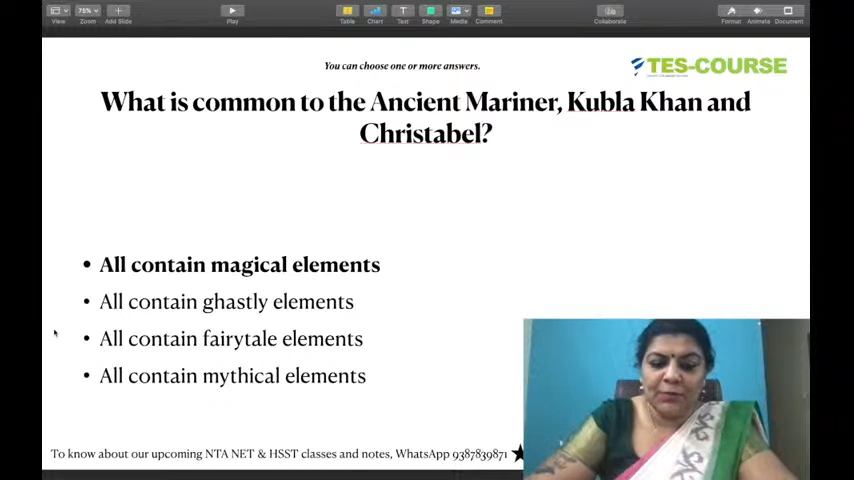 View
Zoom
Add Slide
Play
Table
Chart
Text
Shape
Media
Comment
Collaborate
Format
Animate
Document
75%
You can choose one or more answers.
TES-COURSE
What is common to the Ancient Mariner, Kubla Khan and
Christabel?
• All contain magical elements
• All contain ghastly elements
• All contain fairytale elements
• All contain mythical elements
To know about our upcoming NTA NET & HSST classes and notes, WhatsApp 9387839871